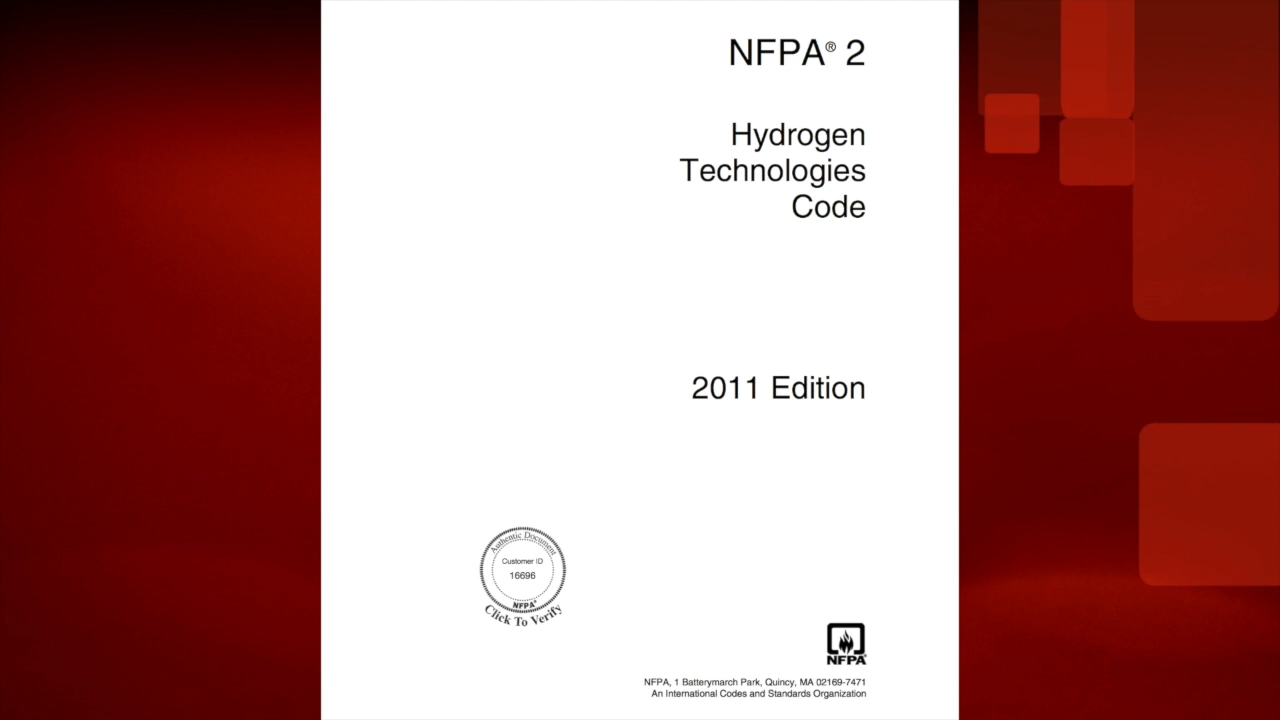 NFPA® 2
Hydrogen
Technologies
Code
2011 Edition
Authentic Document
Customer ID
16696
NFPA®
Click To Verify
NFPA
NFPA, 1 Batterymarch Park, Quincy, MA 02169-7471
An International Codes and Standards Organization